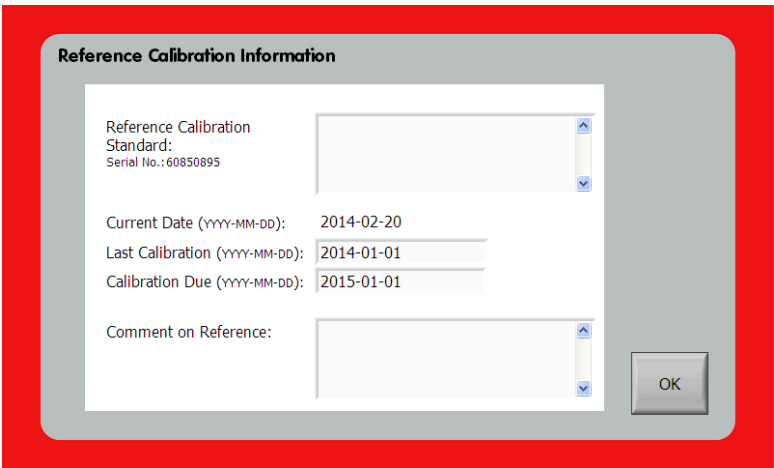 Reference Calibration Information
Reference Calibration
Standard:
Serial No.:60850895
Current Date (YYYY-MM-DD): 2014-02-20
Last Calibration (YYYY-MM-DD): 2014-01-01
Calibration Due (YYYY-MM-DD): 2015-01-01
Comment on Reference:
OK